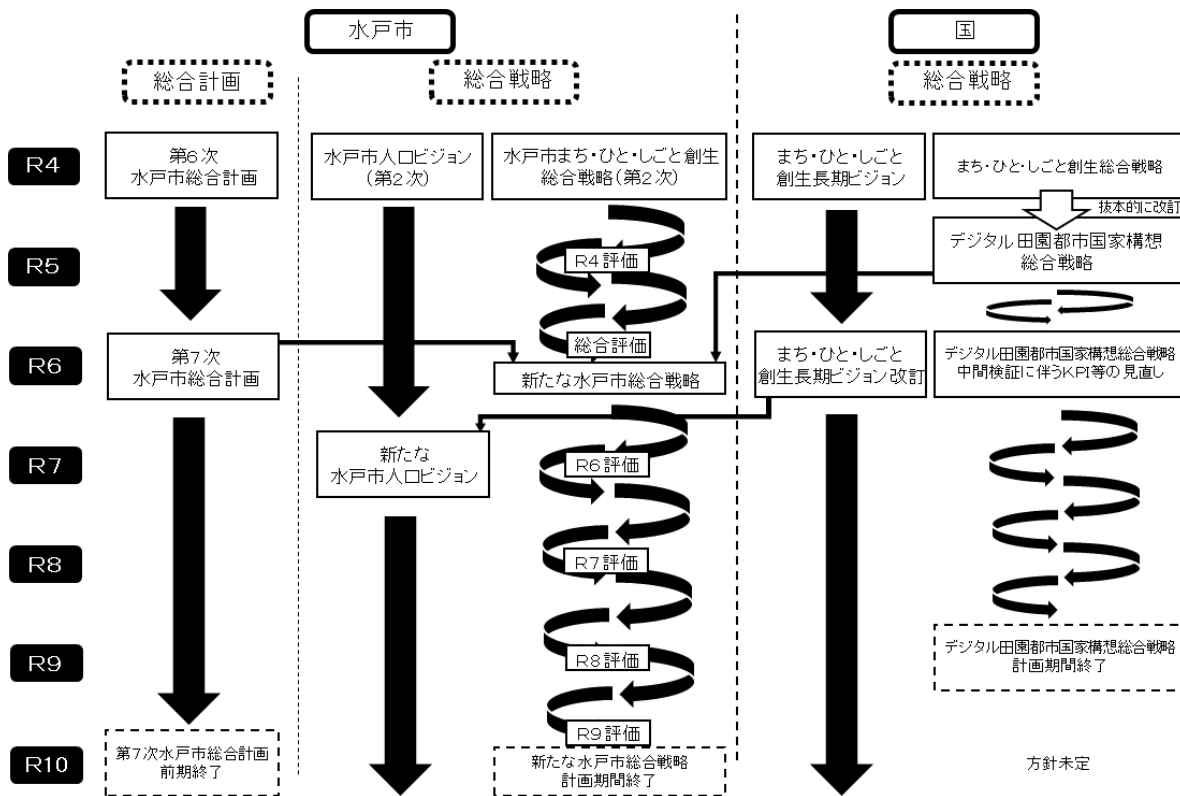 水戸市
国
総合計画
総合戦略
総合戦略
R4
第6次
水戸市総合計画
水戸市人口ビジョン
(第2次)
水戸市まち・ひと・しごと創生
総合戦略(第2次)
まち・ひと・しごと
創生長期ビジョン
まち・ひと・しごと創生総合戦略
抜本的に改訂
R5
R4評価
デジタル田園都市国家構想
総合戦略
R6
第7次
水戸市総合計画
総合評価
新たな水戸市総合戦略
まち・ひと・しごと
創生長期ビジョン改訂
デジタル田園都市国家構想総合戦略
中間検証に伴うKPI等の見直し
R7
新たな
水戸市人口ビジョン
R6評価
R8
R7評価
R9
R8評価
デジタル田園都市国家構想総合戦略
計画期間終了
R9評価
R10
第7次水戸市総合計画
前期終了
新たな水戸市総合戦略
計画期間終了
方針未定